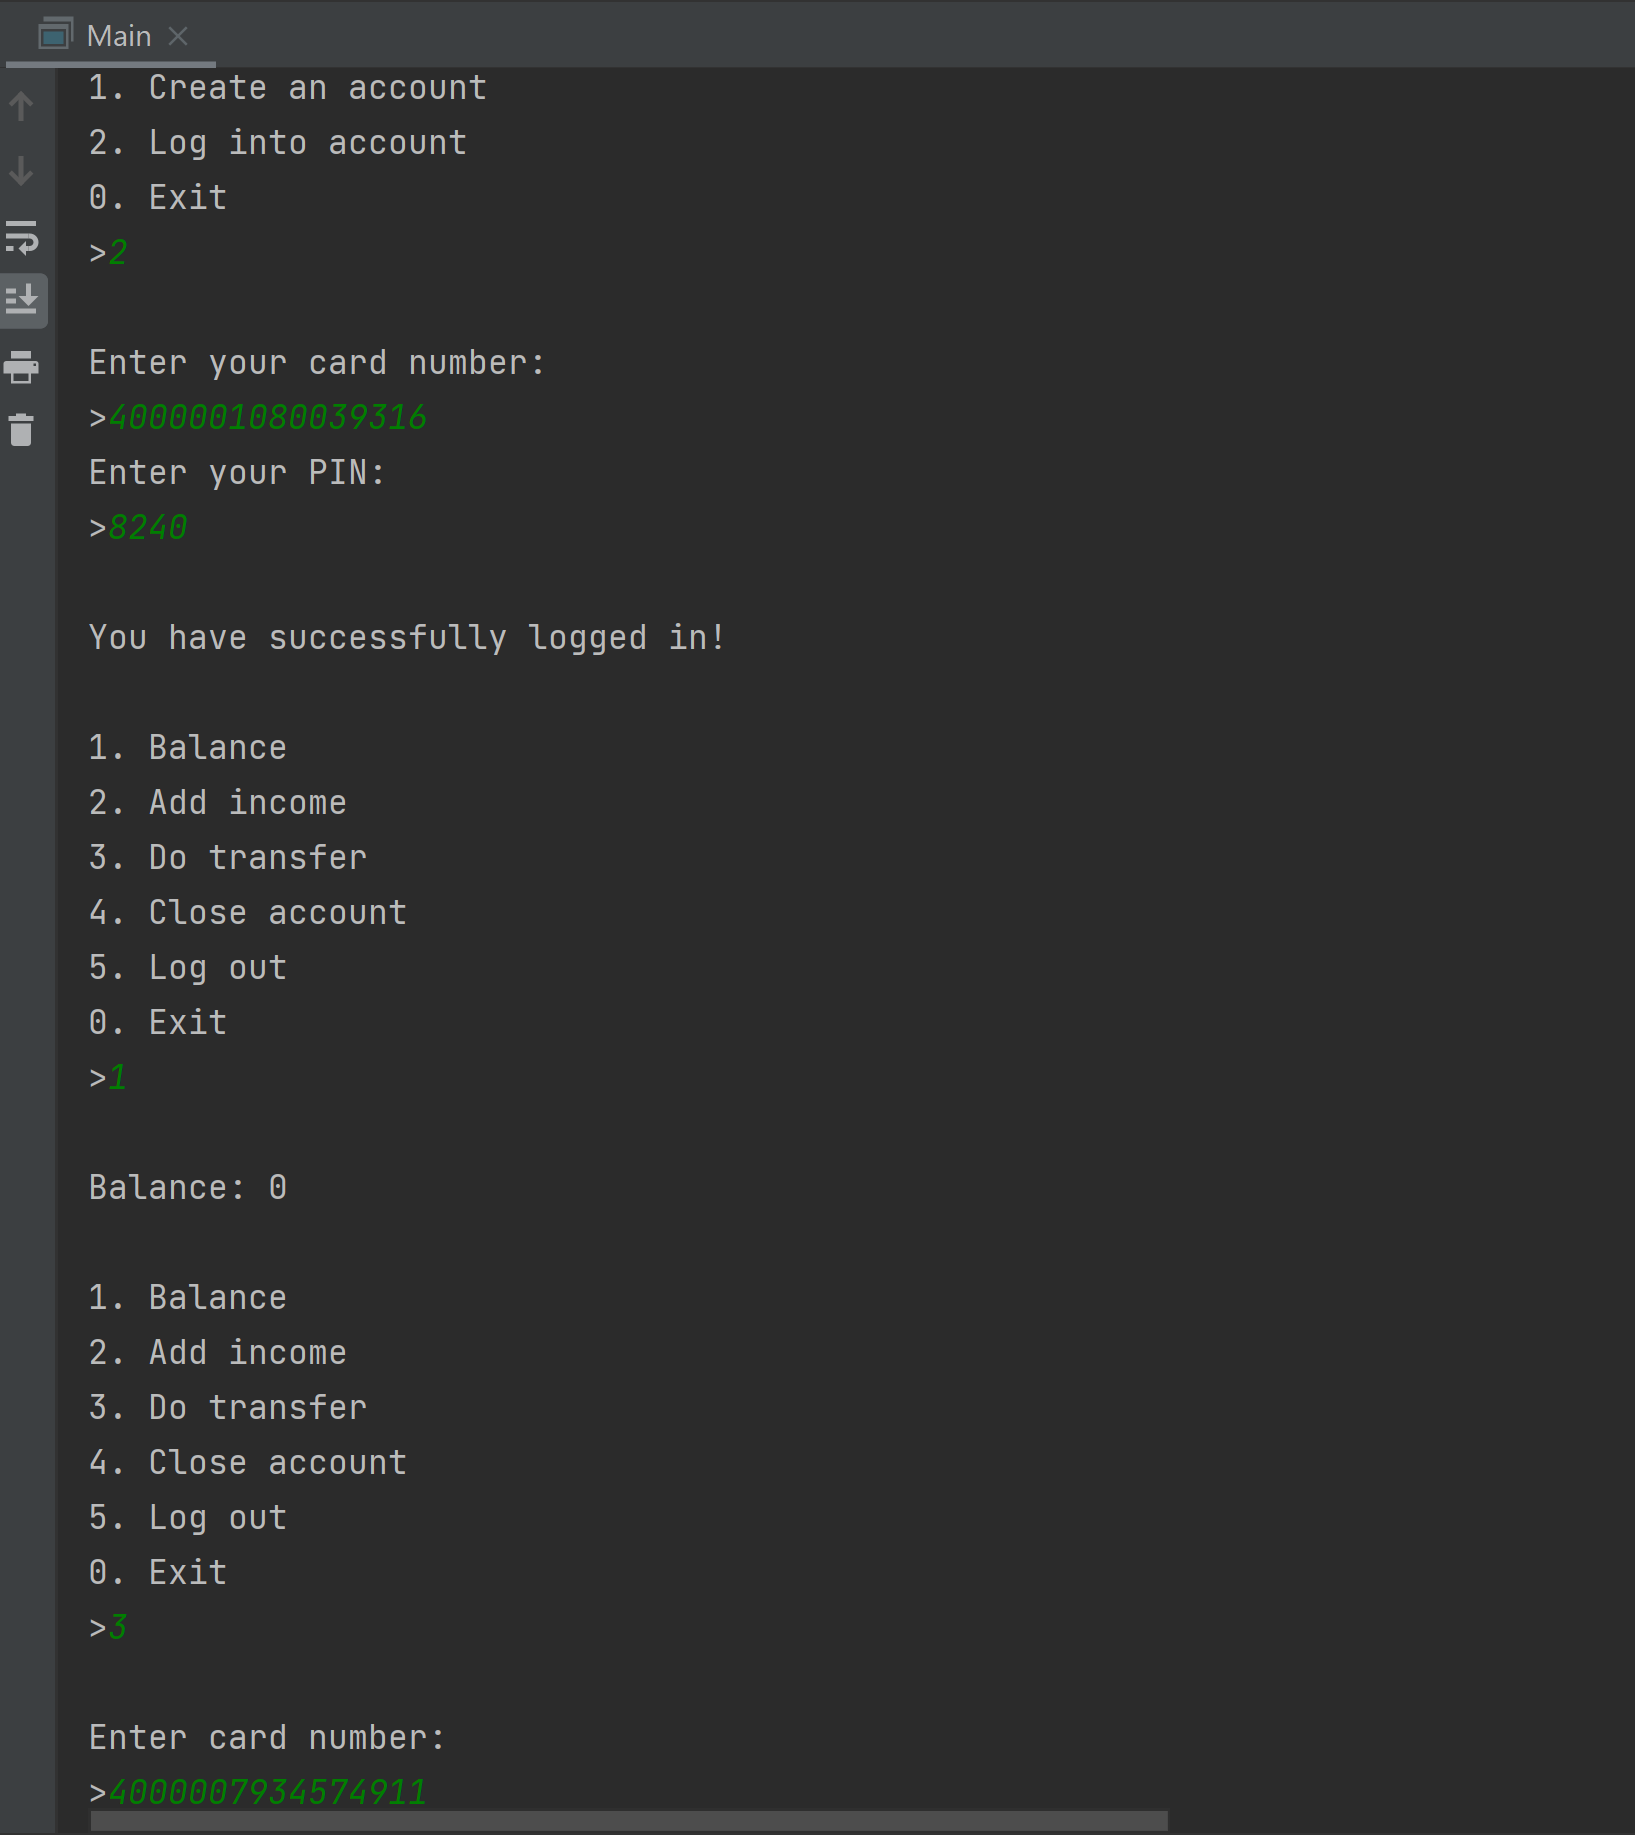 Main
1. Create an account
2. Log into account
0. Exit
>2
Enter your card number:
>4000001080039316
Enter your PIN:
>8240
You have successfully logged in!
1. Balance
2. Add income
3. Do transfer
4. Close account
5. Log out
0. Exit
>1
Balance: 0
1. Balance
2. Add income
3. Do transfer
4. Close account
5. Log out
0. Exit
>3
Enter card number:
>4000007934574911